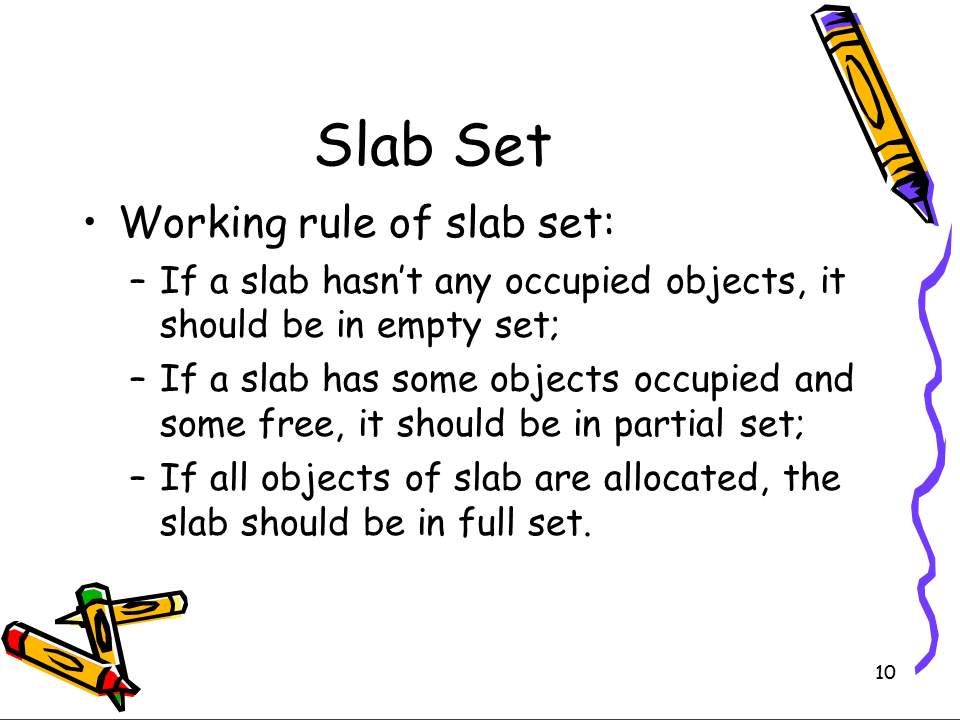 Slab Set
• Working rule of slab set:
– If a slab hasn’t any occupied objects, it
should be in empty set;
– If a slab has some objects occupied and
some free, it should be in partial set;
– If all objects of slab are allocated, the
slab should be in full set.
10